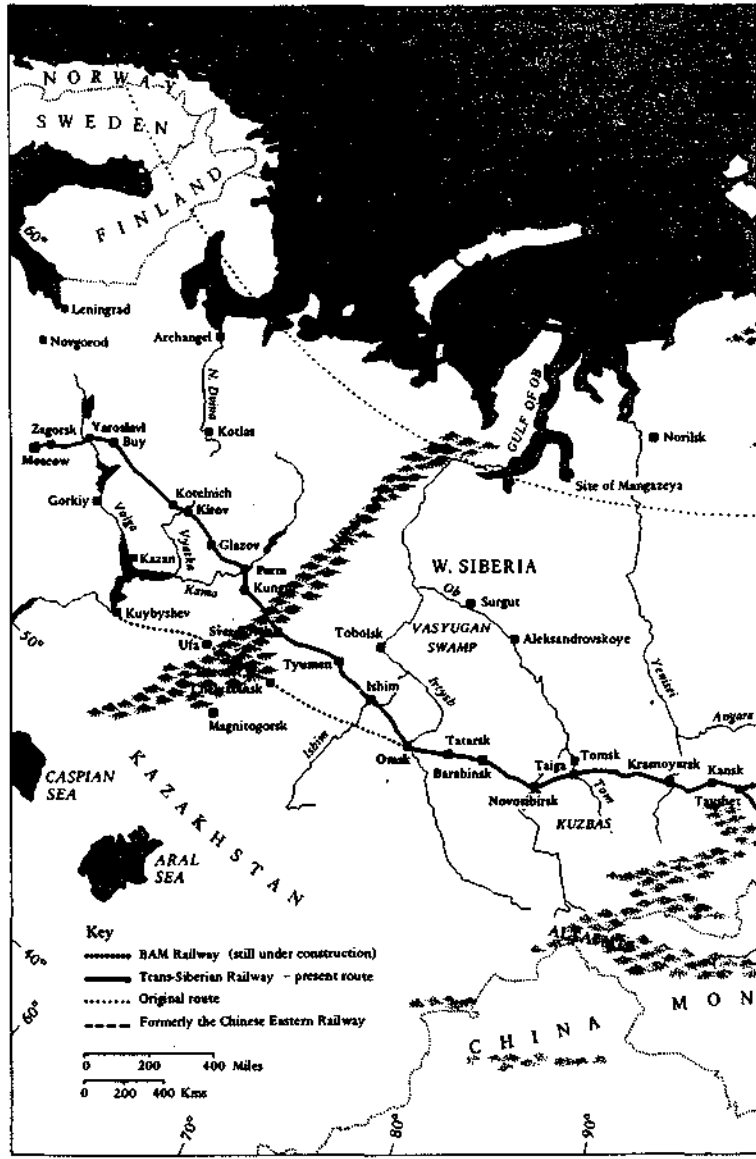 NORWAY
SWEDEN
FINLAND
60°
Leningrad
Novgorod
Archangel
N. Dvina
GULF OF OB
Kotlas
Norilsk
Zagorsk
Yaroslavl
Buy
Moscow
Site of Mangazeya
Gorkiy
Volga
Kotelnich
Kirov
Vyatka
Glazov
Kazan
Perm
W. SIBERIA
Kama
Kungur
Ob
Surgut
Kuybyshev
50°
Ufa
Tobolsk
VASYUGAN
SWAMP
Aleksandrovskoye
Tyumen
Irtysh
Yenisei
Ishim
Magnitogorsk
Angara
Ishim
Tatarsk
Omsk
Barabinsk
Taiga
Tomsk
Krasnoyarsk
Kansk
Tayshet
Novosibirsk
Tom
KUZBAS
CASPIAN
SEA
KAZAKHSTAN
ARAL
SEA
Key
BAM Railway (still under construction)
Trans-Siberian Railway – present route
Original route
Formerly the Chinese Eastern Railway
40°
60°
MON
CHINA
0 200 400 Miles
0 200 400 Kms
70°
80°
90°